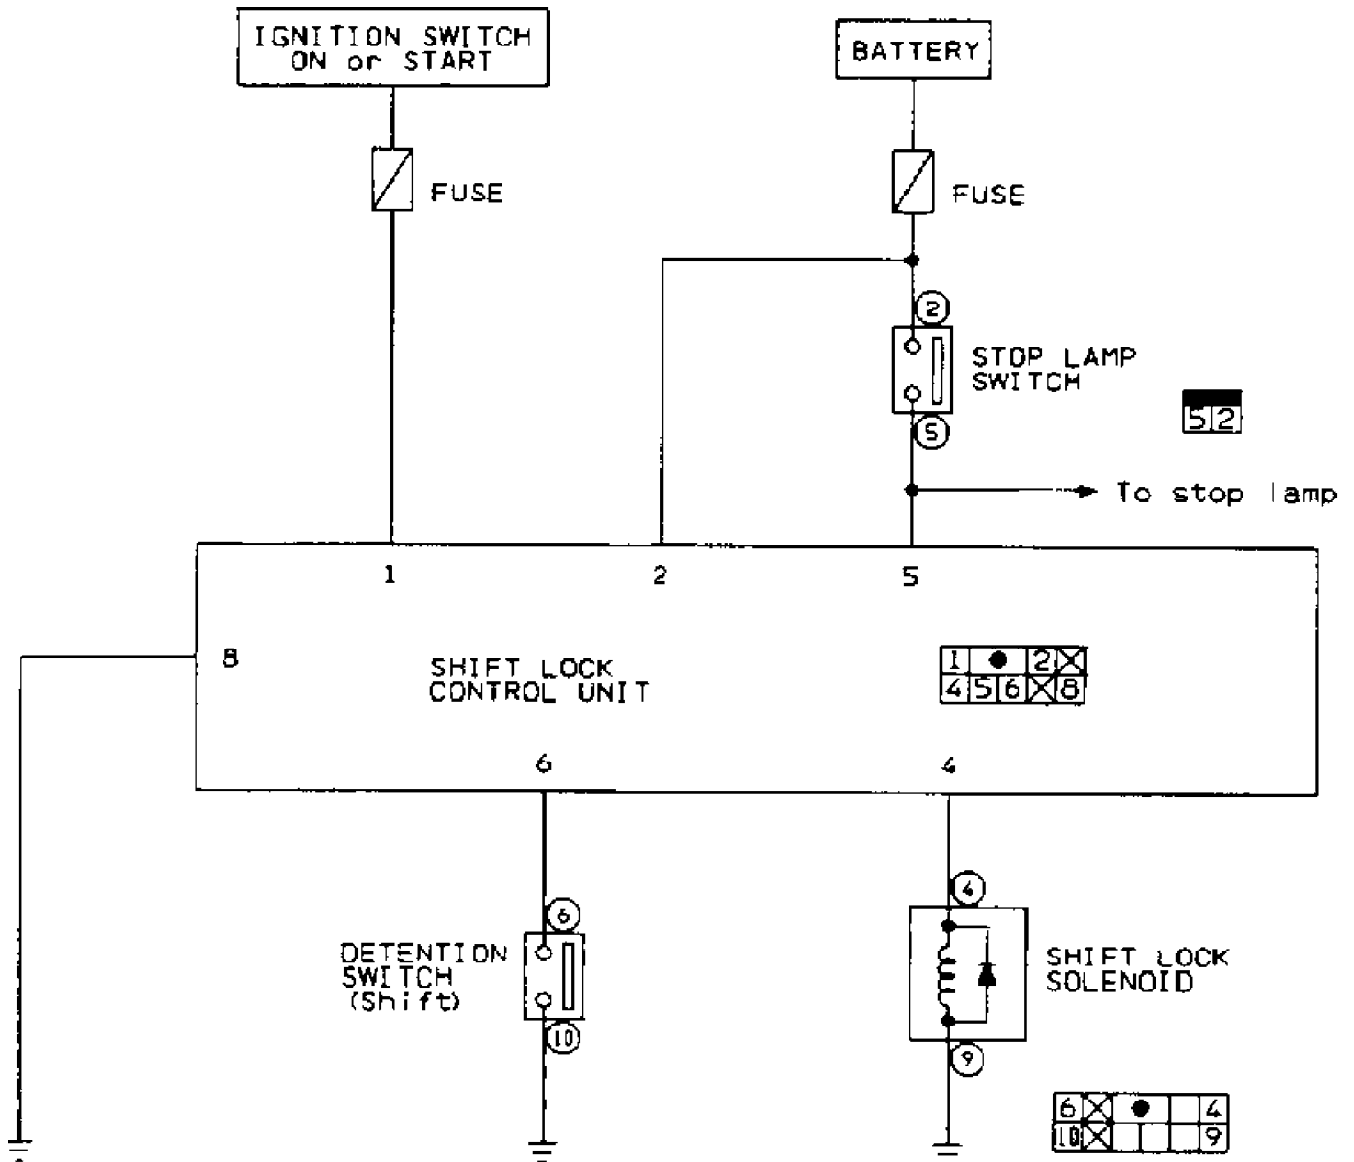 IGNITION SWITCH
ON or START
BATTERY
FUSE
FUSE
2
STOP LAMP
SWITCH
5 2
5
To stop lamp
1
2
5
8
SHIFT LOCK
CONTROL UNIT
1 2
4 5 6 8
6
4
4
6
DETENTION
SWITCH
(Shift)
SHIFT LOCK
SOLENOID
10
9
6 4
10 9